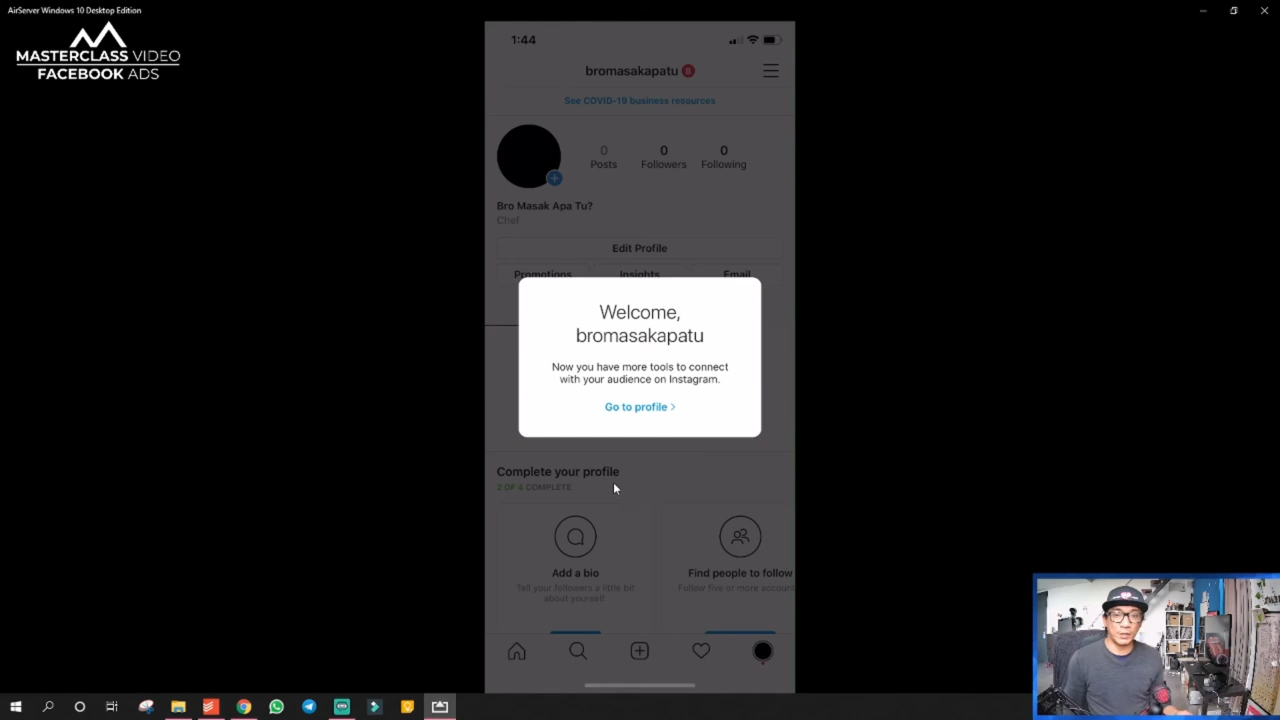 AirServer Windows 10 Desktop Edition
MASTERCLASS VIDEO
FACEBOOK ADS
1:44
bromasakapatu
See COVID-19 business resources
0 0 0
Posts Followers Following
Bro Masak Apa Tu?
Chef
Edit Profile
Promotions Insights Email
Welcome,
bromasakapatu
Now you have more tools to connect
with your audience on Instagram.
Go to profile >
Complete your profile
2 OF 4 COMPLETE
Add a bio Find people to follow
Tell your followers a little bit Follow five or more account
about yourself.